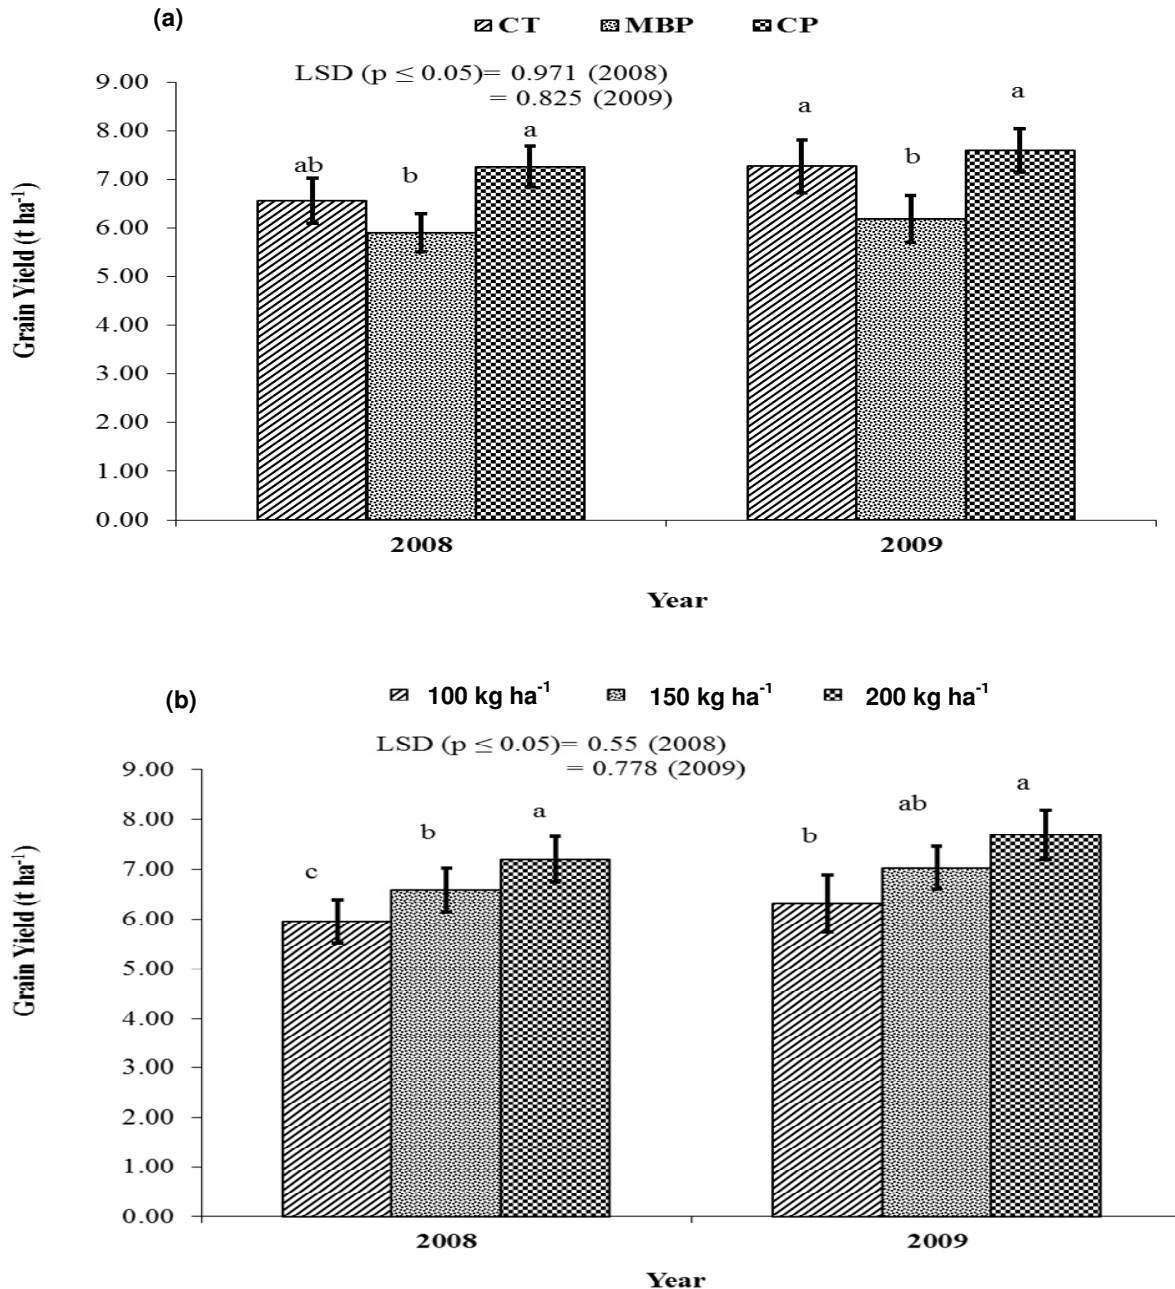 (a)
CT MBP CP
LSD (p ≤ 0.05)= 0.971 (2008)
= 0.825 (2009)
9.00
8.00
7.00
6.00
5.00
4.00
3.00
2.00
1.00
0.00
Grain Yield (t ha-1)
ab b a a b a
2008 2009
Year
(b)
100 kg ha-1 150 kg ha-1 200 kg ha-1
LSD (p ≤ 0.05)= 0.55 (2008)
= 0.778 (2009)
9.00
8.00
7.00
6.00
5.00
4.00
3.00
2.00
1.00
0.00
Grain Yield (t ha-1)
c b a b ab a
2008 2009
Year